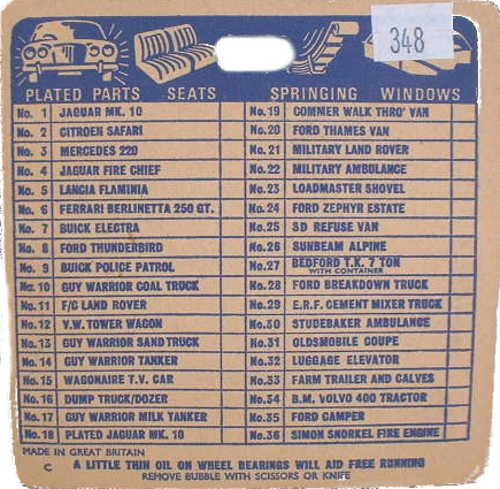 348
PLATED PARTS SEATS SPRINGING WINDOWS
No. 1 JAGUAR MK. 10
No. 2 CITROEN SAFARI
No. 3 MERCEDES 220
No. 4 JAGUAR FIRE CHIEF
No. 5 LANCIA FLAMINIA
No. 6 FERRARI BERLINETTA 250 GT.
No. 7 BUICK ELECTRA
No. 8 FORD THUNDERBIRD
No. 9 BUICK POLICE PATROL
No. 10 GUY WARRIOR COAL TRUCK
No. 11 F/C LAND ROVER
No. 12 V.W. TOWER WAGON
No. 13 GUY WARRIOR SAND TRUCK
No. 14 GUY WARRIOR TANKER
No. 15 WAGONAIRE T.V. CAR
No. 16 DUMP TRUCK/DOZER
No. 17 GUY WARRIOR MILK TANKER
No. 18 PLATED JAGUAR MK. 10
No. 19 COMMER WALK THRO' VAN
No. 20 FORD THAMES VAN
No. 21 MILITARY LAND ROVER
No. 22 MILITARY AMBULANCE
No. 23 LOADMASTER SHOVEL
No. 24 FORD ZEPHYR ESTATE
No. 25 SD REFUSE VAN
No. 26 SUNBEAM ALPINE
No. 27 BEDFORD T.K. 7 TON
WITH CONTAINER
No. 28 FORD BREAKDOWN TRUCK
No. 29 E.R.F. CEMENT MIXER TRUCK
No. 30 STUDEBAKER AMBULANCE
No. 31 OLDSMOBILE COUPE
No. 32 LUGGAGE ELEVATOR
No. 33 FARM TRAILER AND CALVES
No. 34 B.M. VOLVO 400 TRACTOR
No. 35 FORD CAMPER
No. 36 SIMON SNORKEL FIRE ENGINE
MADE IN GREAT BRITAIN
C A LITTLE THIN OIL ON WHEEL BEARINGS WILL AID FREE RUNNING
REMOVE BUBBLE WITH SCISSORS OR KNIFE